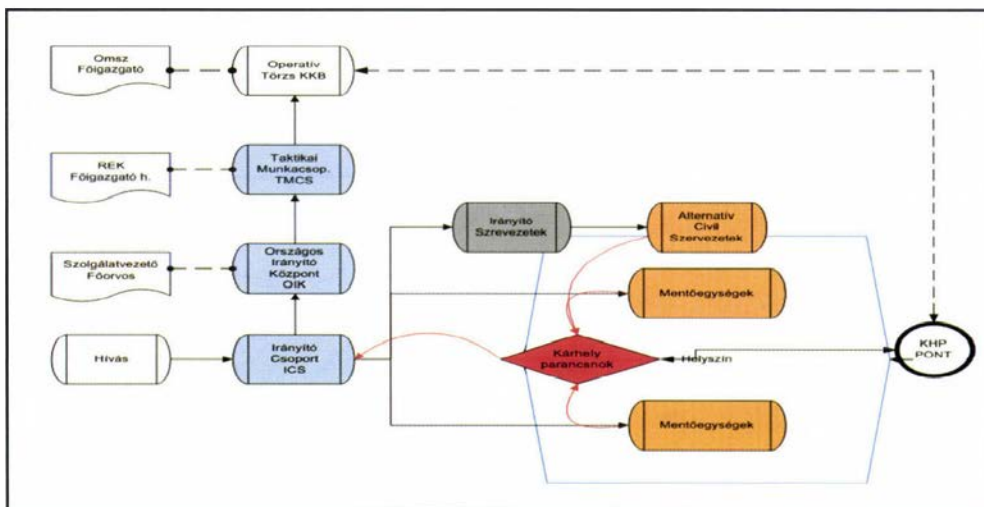 Omsz
Főigazgató
Operatív
Törzs KKB
REK
Főigazgató h.
Taktikai
Munkacsop.
TMCS
Irányító
Szrevezetek
Alternatív
Civil
Szervezetek
Szolgálatvezető
Főorvos
Országos
Irányító
Központ
OIK
Mentőegységek
Hívás
Irányító
Csoport
ICS
Kárhely
parancsnok
Helyszín
KHP
PONT
Mentőegységek